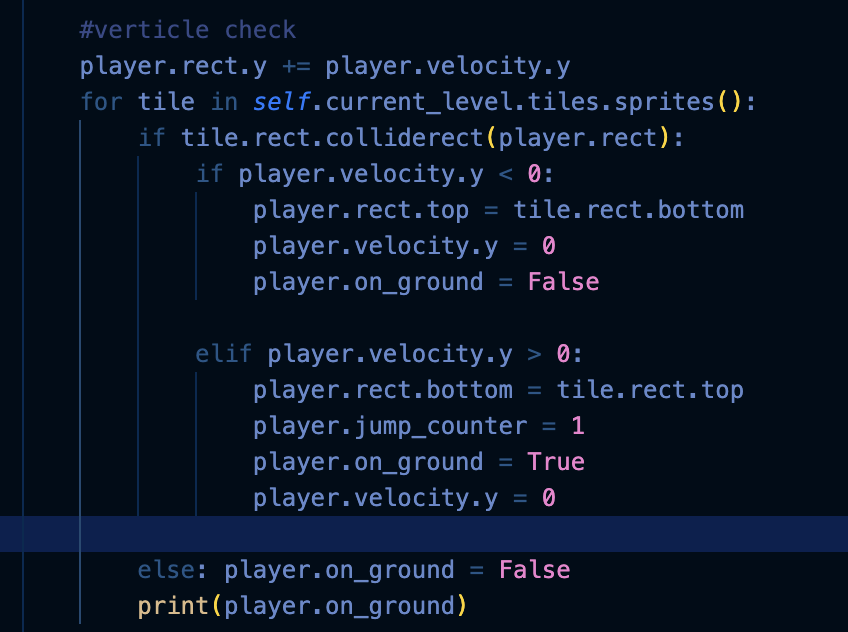 #verticle check
player.rect.y += player.velocity.y
for tile in self.current_level.tiles.sprites():
    if tile.rect.colliderect(player.rect):
        if player.velocity.y < 0:
            player.rect.top = tile.rect.bottom
            player.velocity.y = 0
            player.on_ground = False

        elif player.velocity.y > 0:
            player.rect.bottom = tile.rect.top
            player.jump_counter = 1
            player.on_ground = True
            player.velocity.y = 0

    else: player.on_ground = False
    print(player.on_ground)